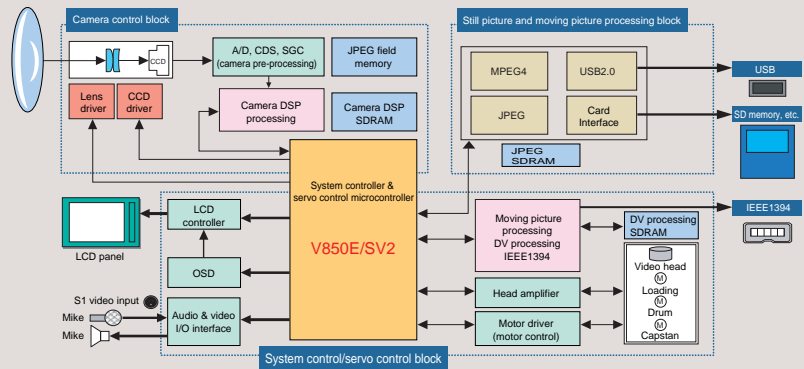 Camera control block
CCD
A/D, CDS, SGC
(camera pre-processing)
JPEG field
memory
Lens
driver
CCD
driver
Camera DSP
processing
Camera DSP
SDRAM
Still picture and moving picture processing block
MPEG4
USB2.0
JPEG
Card
Interface
JPEG
SDRAM
USB
SD memory, etc.
IEEE1394
System controller &
servo control microcontroller
V850E/SV2
LCD panel
LCD
controller
OSD
S1 video input
Mike
Mike
Audio & video
I/O interface
Moving picture
processing
DV processing
IEEE1394
DV processing
SDRAM
Head amplifier
Motor driver
(motor control)
Video head
M
Loading
M
Drum
M
Capstan
System control/servo control block